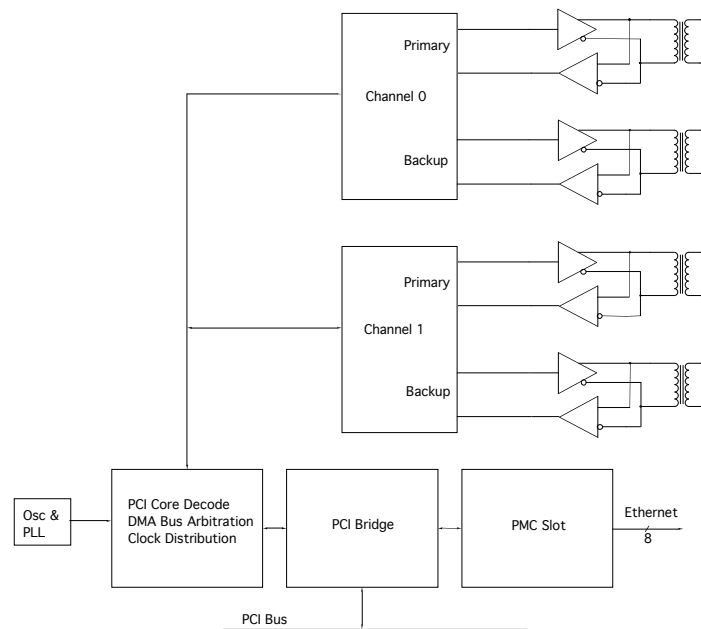 Primary
Channel 0
Backup
Primary
Channel 1
Backup
Osc &
PLL
PCI Core Decode
DMA Bus Arbitration
Clock Distribution
PCI Bridge
PMC Slot
Ethernet
8
PCI Bus